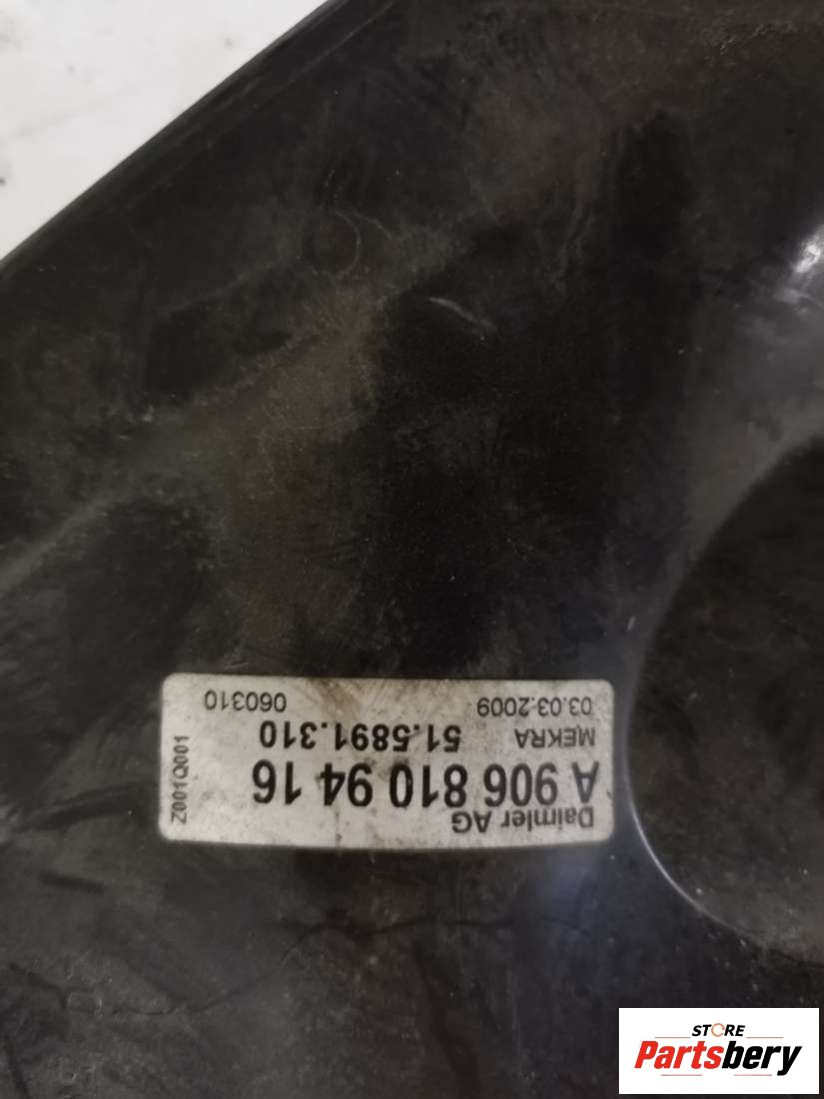 Daimler AG
A 906 810 94 16
MEKRA 51.5891.310
03.03.2009 060310
Z001Q001
STORE
Partsbery